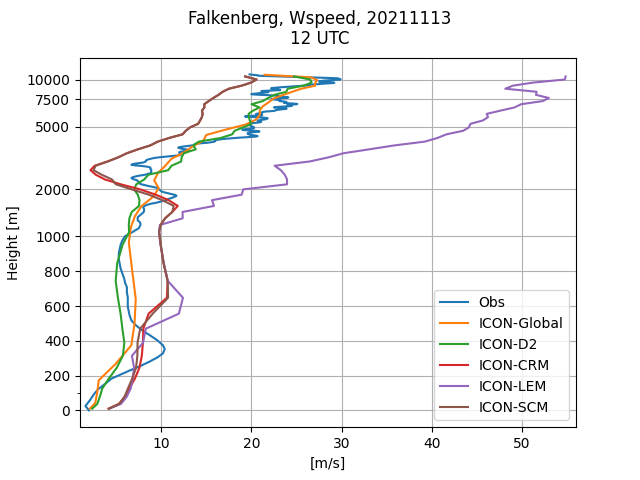 Falkenberg, Wspeed, 20211113
12 UTC
Height [m]
10000
7500
5000
2000
1000
800
600
400
200
0
10
20
30
40
50
[m/s]
Obs
ICON-Global
ICON-D2
ICON-CRM
ICON-LEM
ICON-SCM